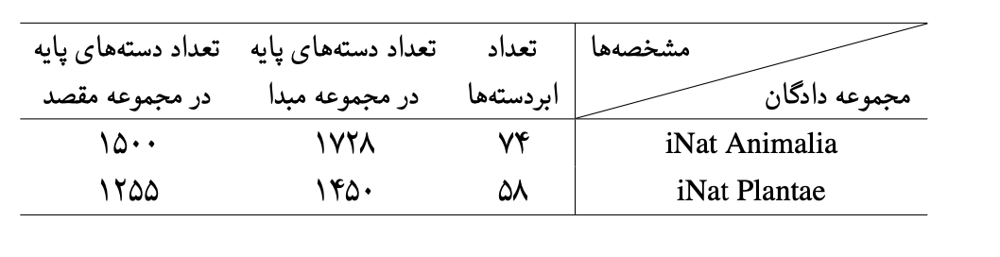 مشخصه‌ها تعداد تعداد دسته‌های پایه تعداد دسته‌های پایه
مجموعه دادگان ابردسته‌ها در مجموعه مبدا در مجموعه مقصد
iNat Animalia ۷۴ ۱۷۲۸ ۱۵۰۰
iNat Plantae ۵۸ ۱۴۵۰ ۱۲۵۵